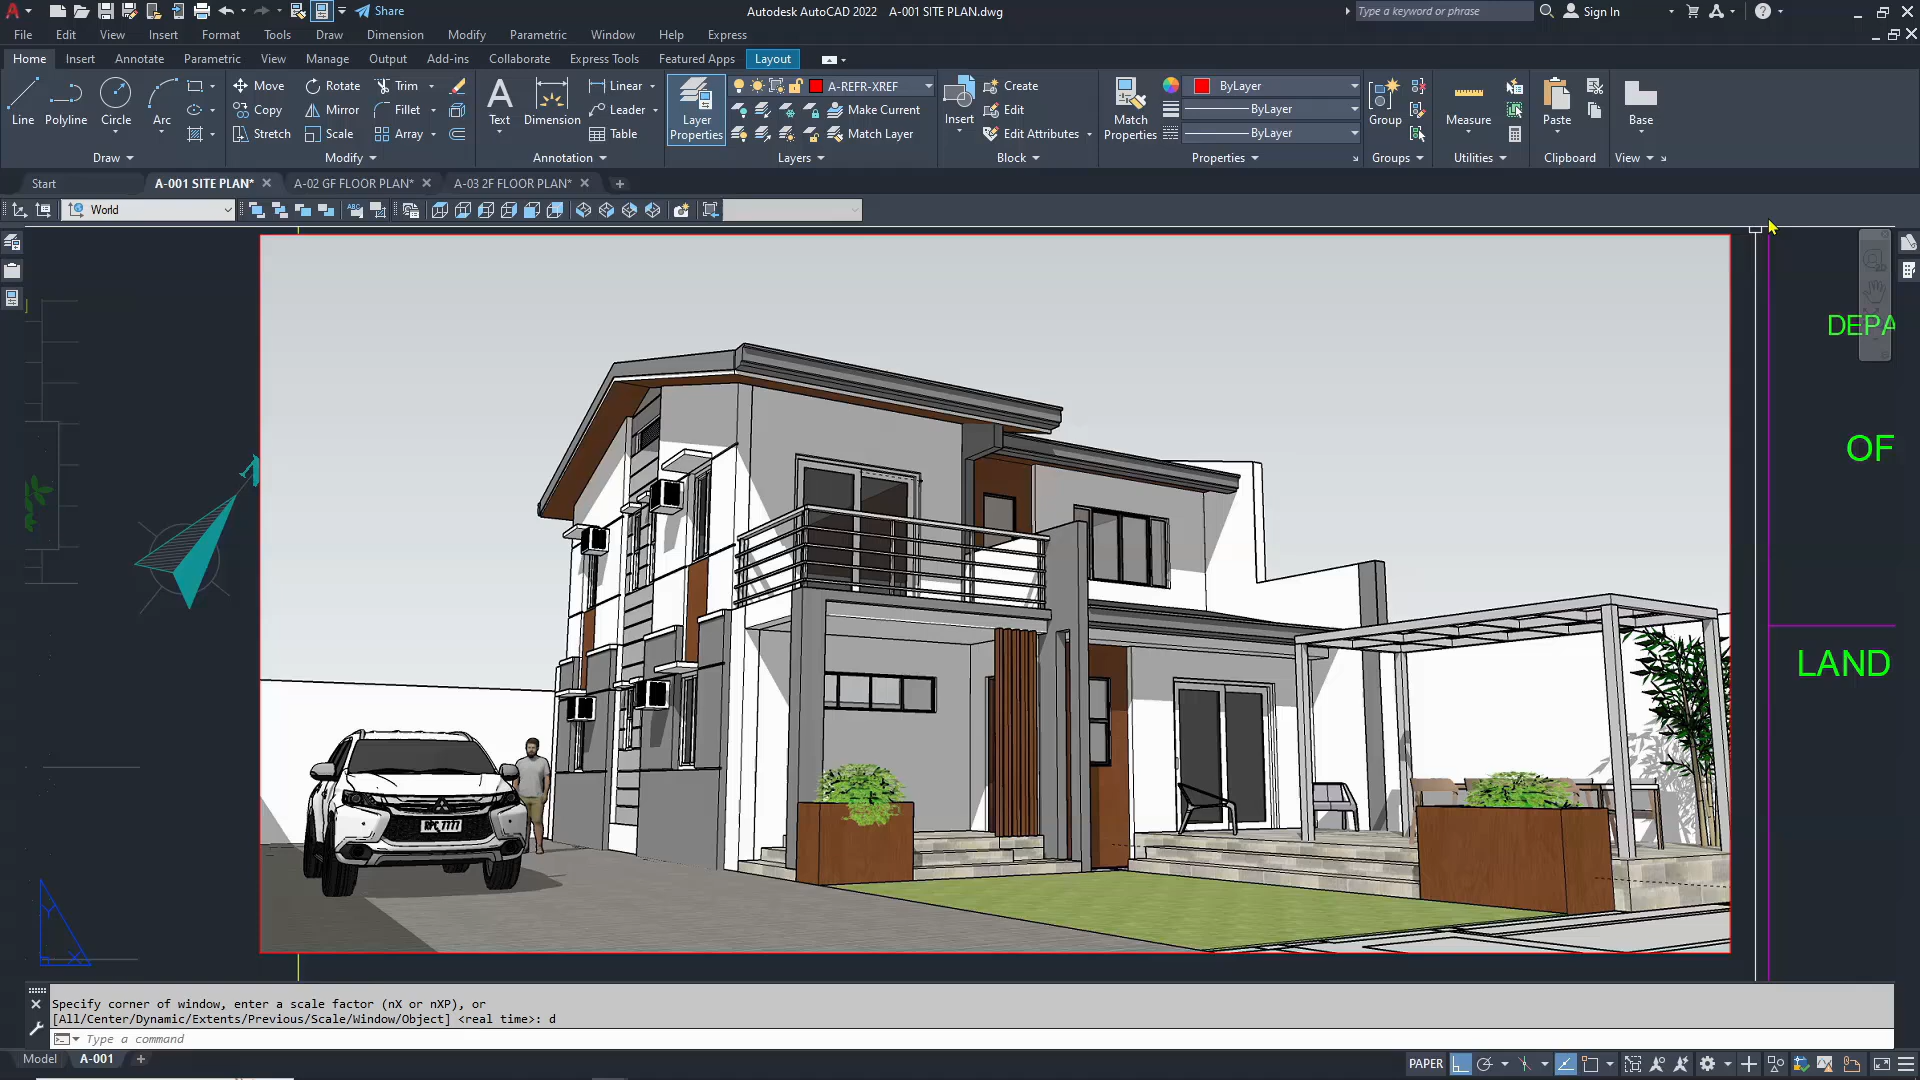 Share
Autodesk AutoCAD 2022 A-001 SITE PLAN.dwg
Type a keyword or phrase
Sign In
File Edit View Insert Format Tools Draw Dimension Modify Parametric Window Help Express
Home Insert Annotate Parametric View Manage Output Add-ins Collaborate Express Tools Featured Apps Layout
Line Polyline Circle Arc
Draw
Move Rotate Trim
Copy Mirror Fillet
Stretch Scale Array
Modify
Text Dimension
Linear
Leader
Table
Annotation
Layer Properties
A-REFR-XREF
Make Current
Match Layer
Layers
Insert
Create
Edit
Edit Attributes
Block
Match Properties
ByLayer
ByLayer
ByLayer
Properties
Group
Groups
Measure
Utilities
Paste
Clipboard
Base
View
Start A-001 SITE PLAN* A-02 GF FLOOR PLAN* A-03 2F FLOOR PLAN*
World
DEPA
OF
LAND
Specify corner of window, enter a scale factor (nX or nXP), or
[All/Center/Dynamic/Extents/Previous/Scale/Window/Object] <real time>: d
Type a command
Model A-001
PAPER